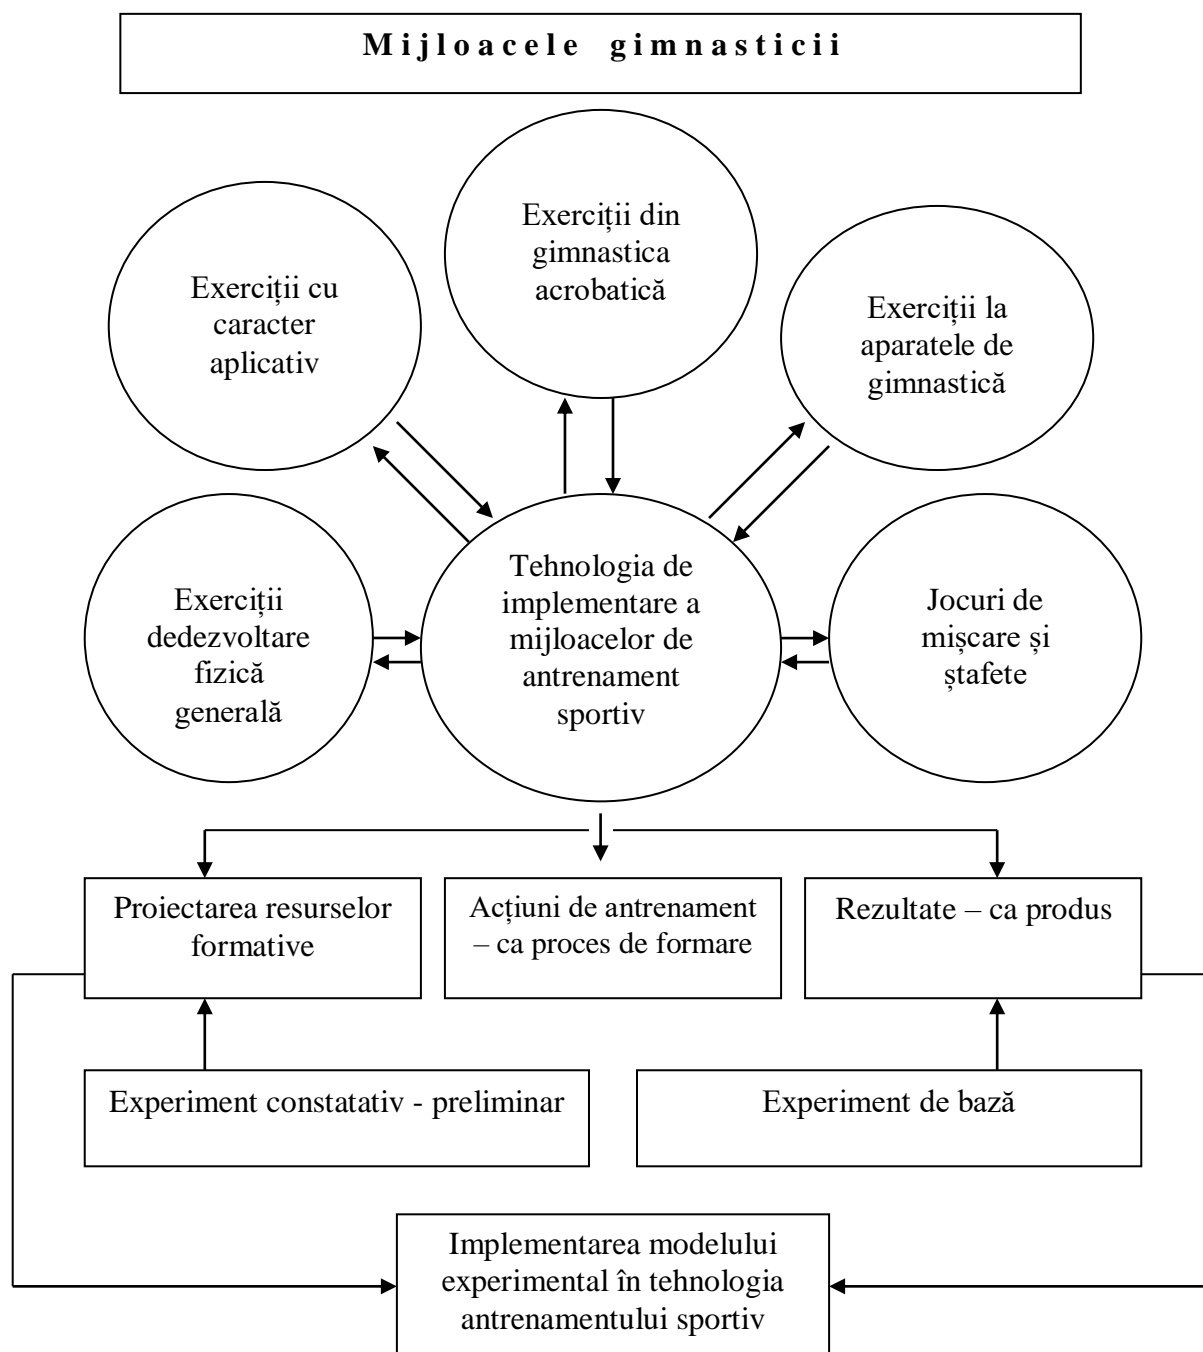 Mijloacele gimnasticii
Exerciții din
gimnastica
acrobatică
Exerciții cu
caracter
aplicativ
Exerciții la
aparatele de
gimnastică
Exerciții
dedezvoltare
fizică
generală
Tehnologia de
implementare a
mijloacelor de
antrenament
sportiv
Jocuri de
mișcare și
ștafete
Proiectarea resurselor
formative
Acțiuni de antrenament
– ca proces de formare
Rezultate – ca produs
Experiment constatativ - preliminar
Experiment de bază
Implementarea modelului
experimental în tehnologia
antrenamentului sportiv